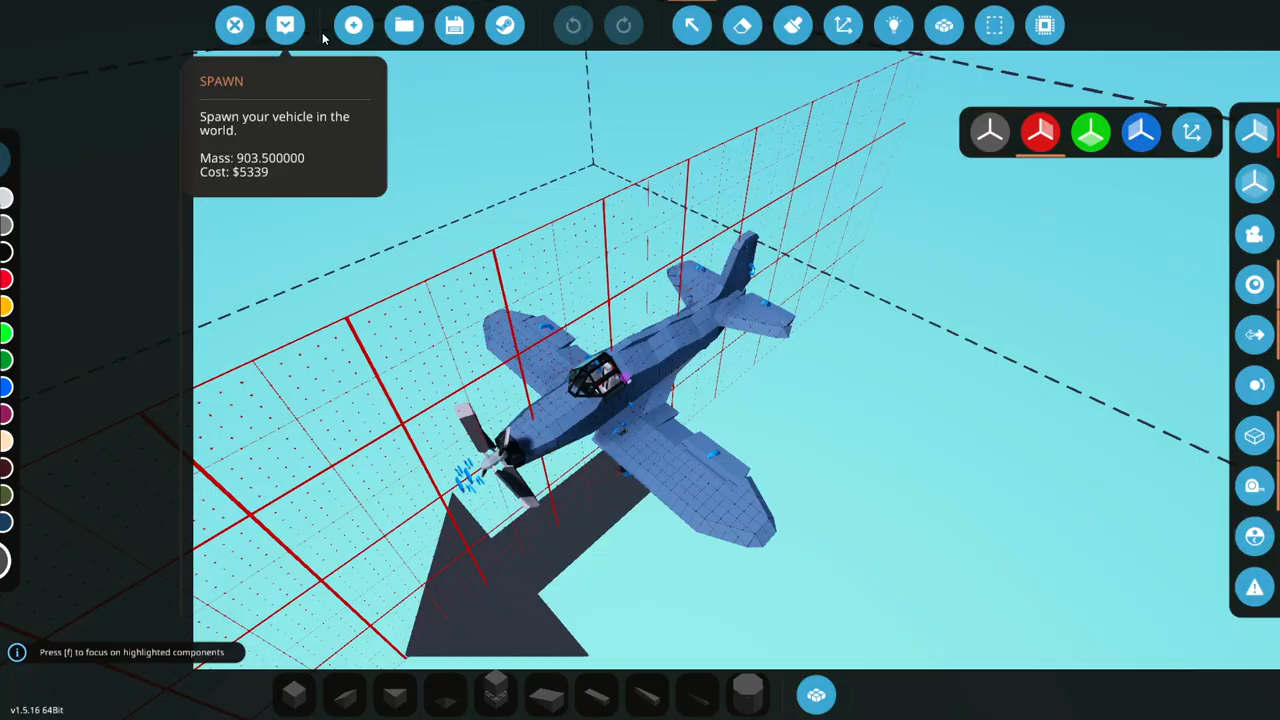 SPAWN
Spawn your vehicle in the
world.
Mass: 903.500000
Cost: $5339
Press [f] to focus on highlighted components
v1.5.16 64Bit